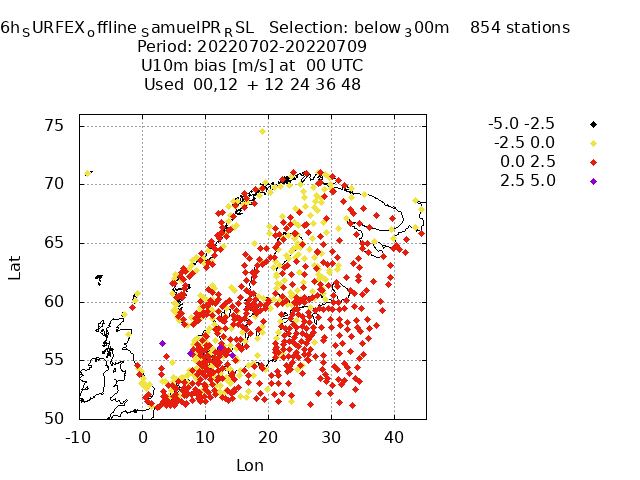 6h_SURFEX_offline_SamuelPR_RSL Selection: below_300m 854 stations
Period: 20220702-20220709
U10m bias [m/s] at 00 UTC
Used 00,12 + 12 24 36 48
-5.0 -2.5
-2.5 0.0
0.0 2.5
2.5 5.0
75
70
65
60
55
50
Lat
-10 0 10 20 30 40
Lon